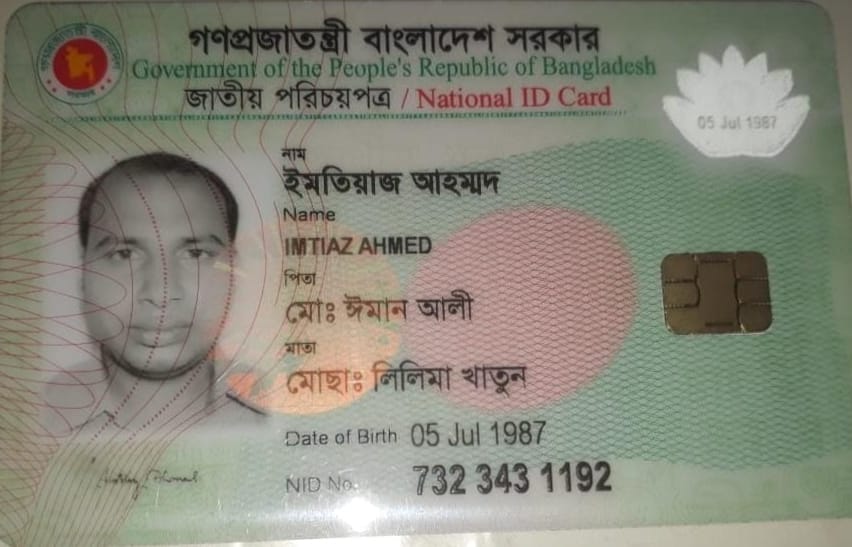 গণপ্রজাতন্ত্রী বাংলাদেশ সরকার
Government of the People's Republic of Bangladesh
জাতীয় পরিচয়পত্র / National ID Card
05 Jul 1987
নাম
ইমতিয়াজ আহম্মদ
Name
IMTIAZ AHMED
পিতা
মোঃ ঈমান আলী
মাতা
মোছাঃ লিলিমা খাতুন
Date of Birth 05 Jul 1987
NID No. 732 343 1192